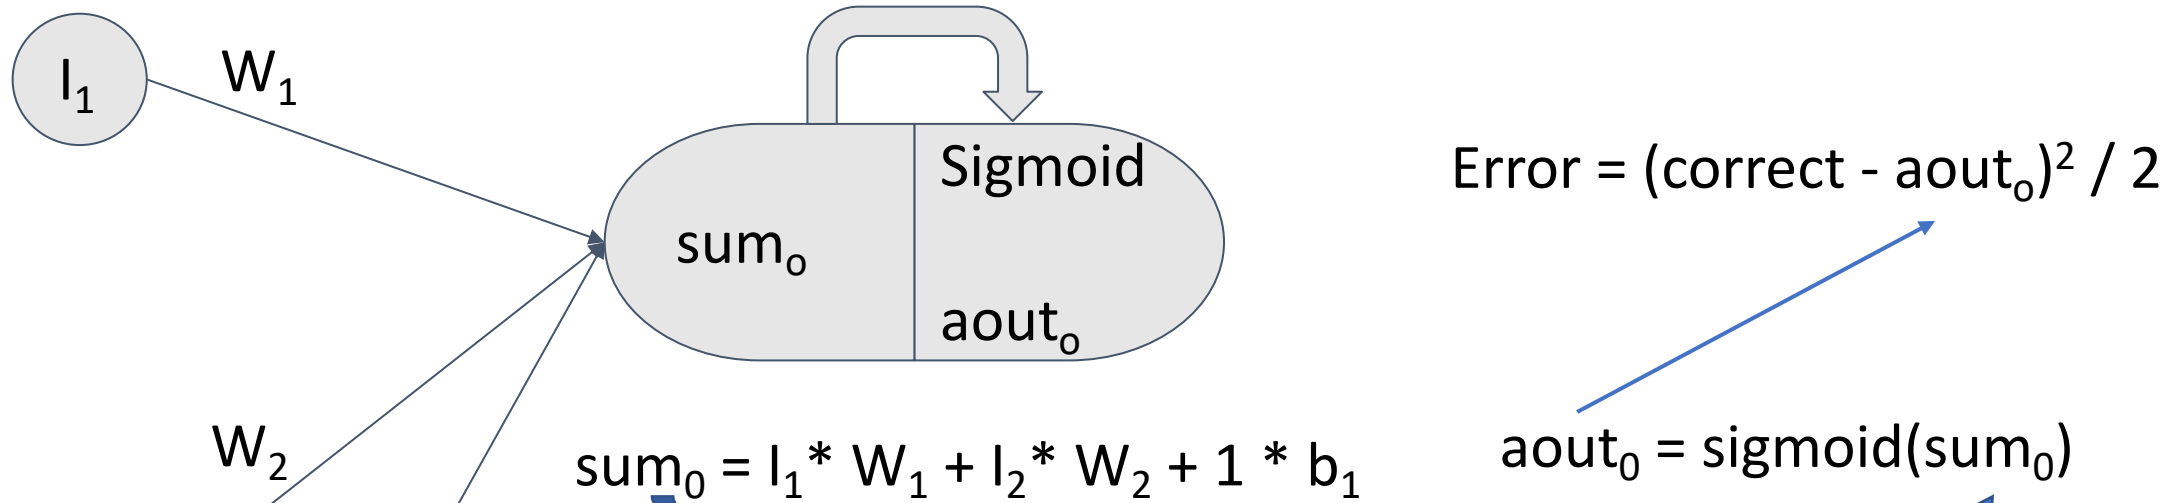 I₁
W₁
Sigmoid
sumₒ
aoutₒ
Error = (correct - aoutₒ)² / 2
W₂
sum₀ = I₁* W₁ + I₂* W₂ + 1 * b₁
aout₀ = sigmoid(sum₀)